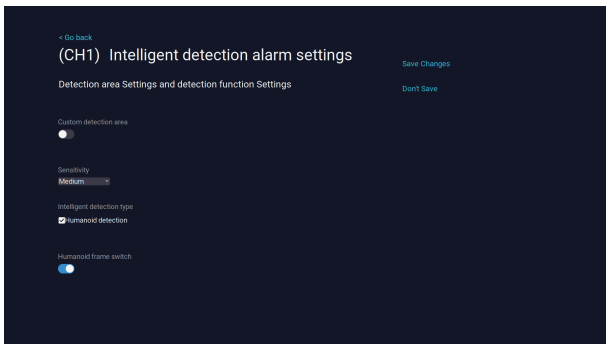 < Go back
(CH1) Intelligent detection alarm settings
Save Changes
Detection area Settings and detection function Settings
Don't Save
Custom detection area
Sensitivity
Medium
Intelligent detection type
Humanoid detection
Humanoid frame switch